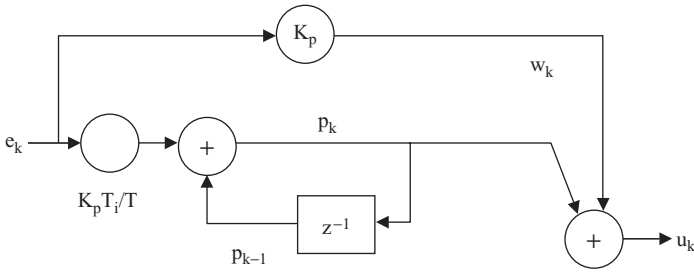 K_p
w_k
e_k
p_k
+
K_pT_i/T
z^{-1}
p_{k-1}
+
u_k